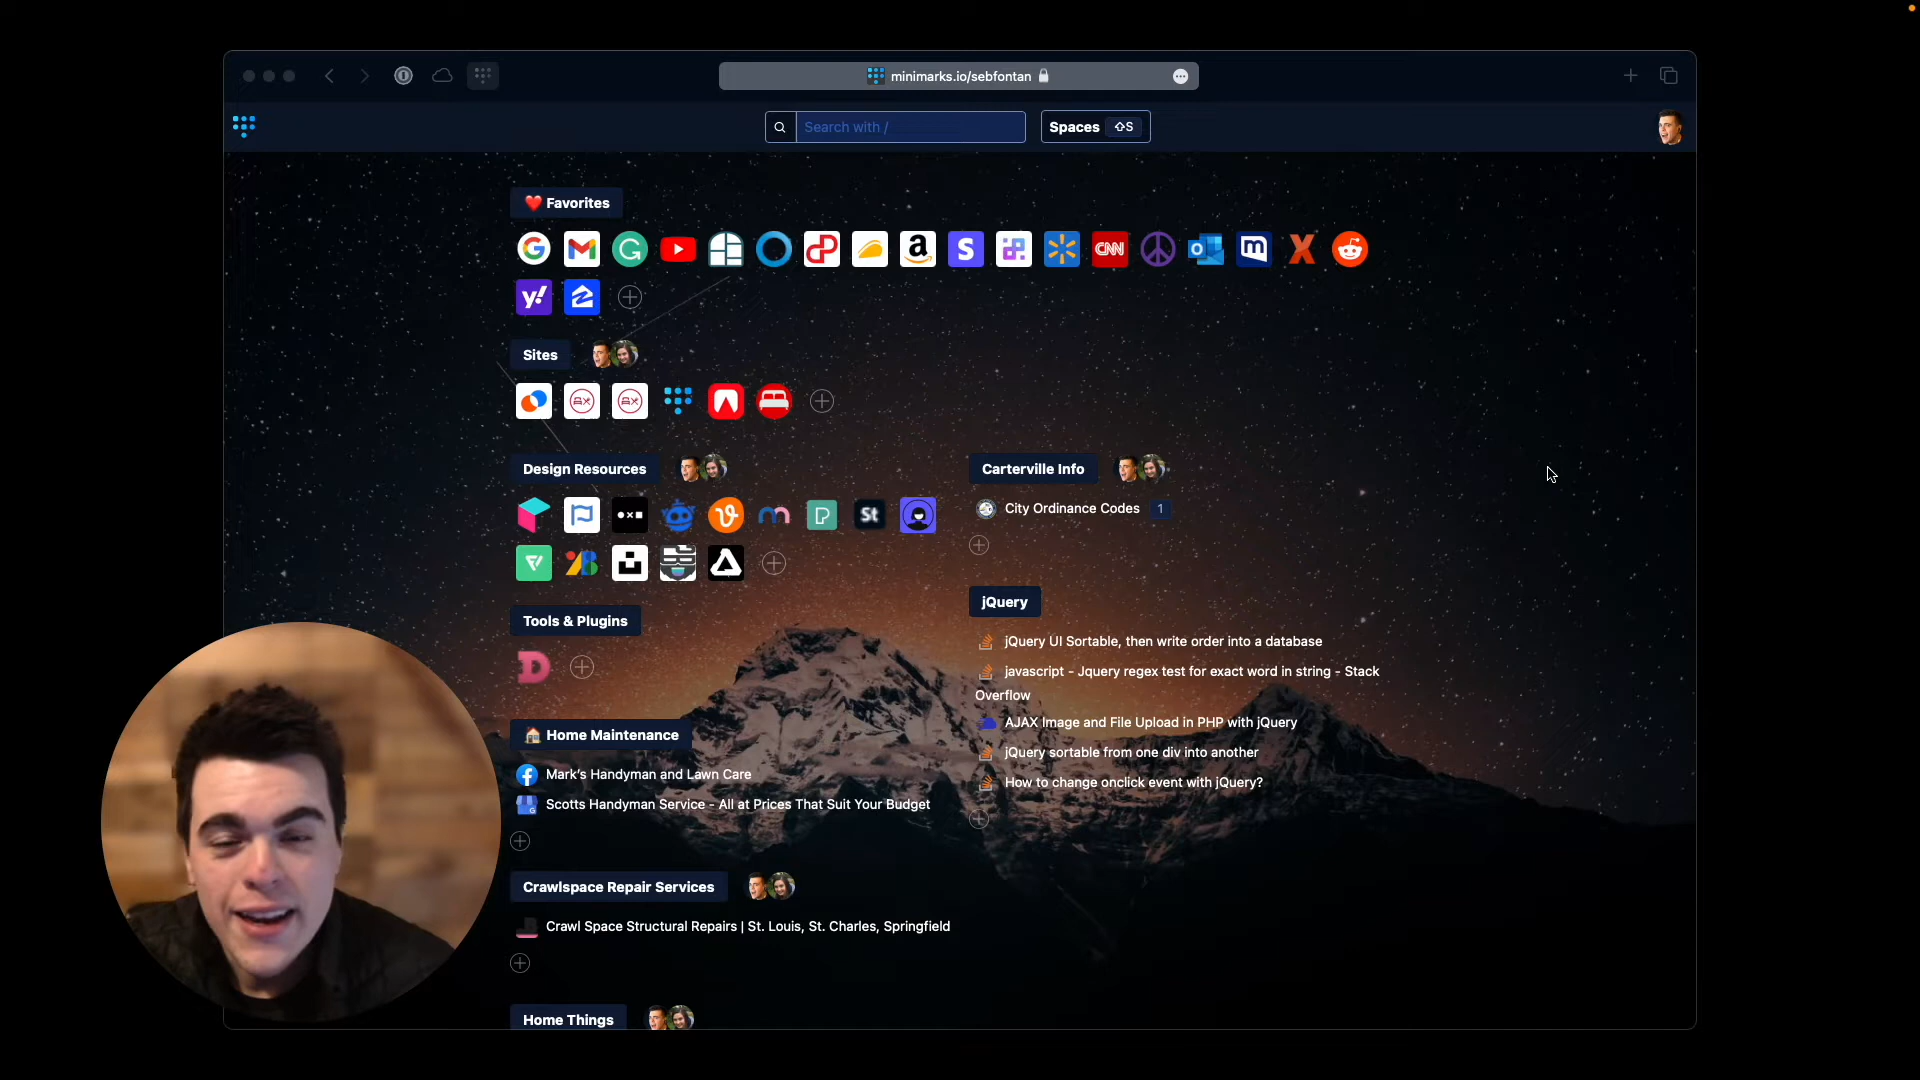 minimarks.io/sebfontan
Search with /
Spaces ⇧S
❤️ Favorites
CNN
Sites
Design Resources
Carterville Info
City Ordinance Codes 1
St
Tools & Plugins
jQuery
jQuery UI Sortable, then write order into a database
javascript - Jquery regex test for exact word in string - Stack
Overflow
AJAX Image and File Upload in PHP with jQuery
jQuery sortable from one div into another
How to change onclick event with jQuery?
🏠 Home Maintenance
Mark's Handyman and Lawn Care
Scotts Handyman Service - All at Prices That Suit Your Budget
Crawlspace Repair Services
Crawl Space Structural Repairs | St. Louis, St. Charles, Springfield
Home Things